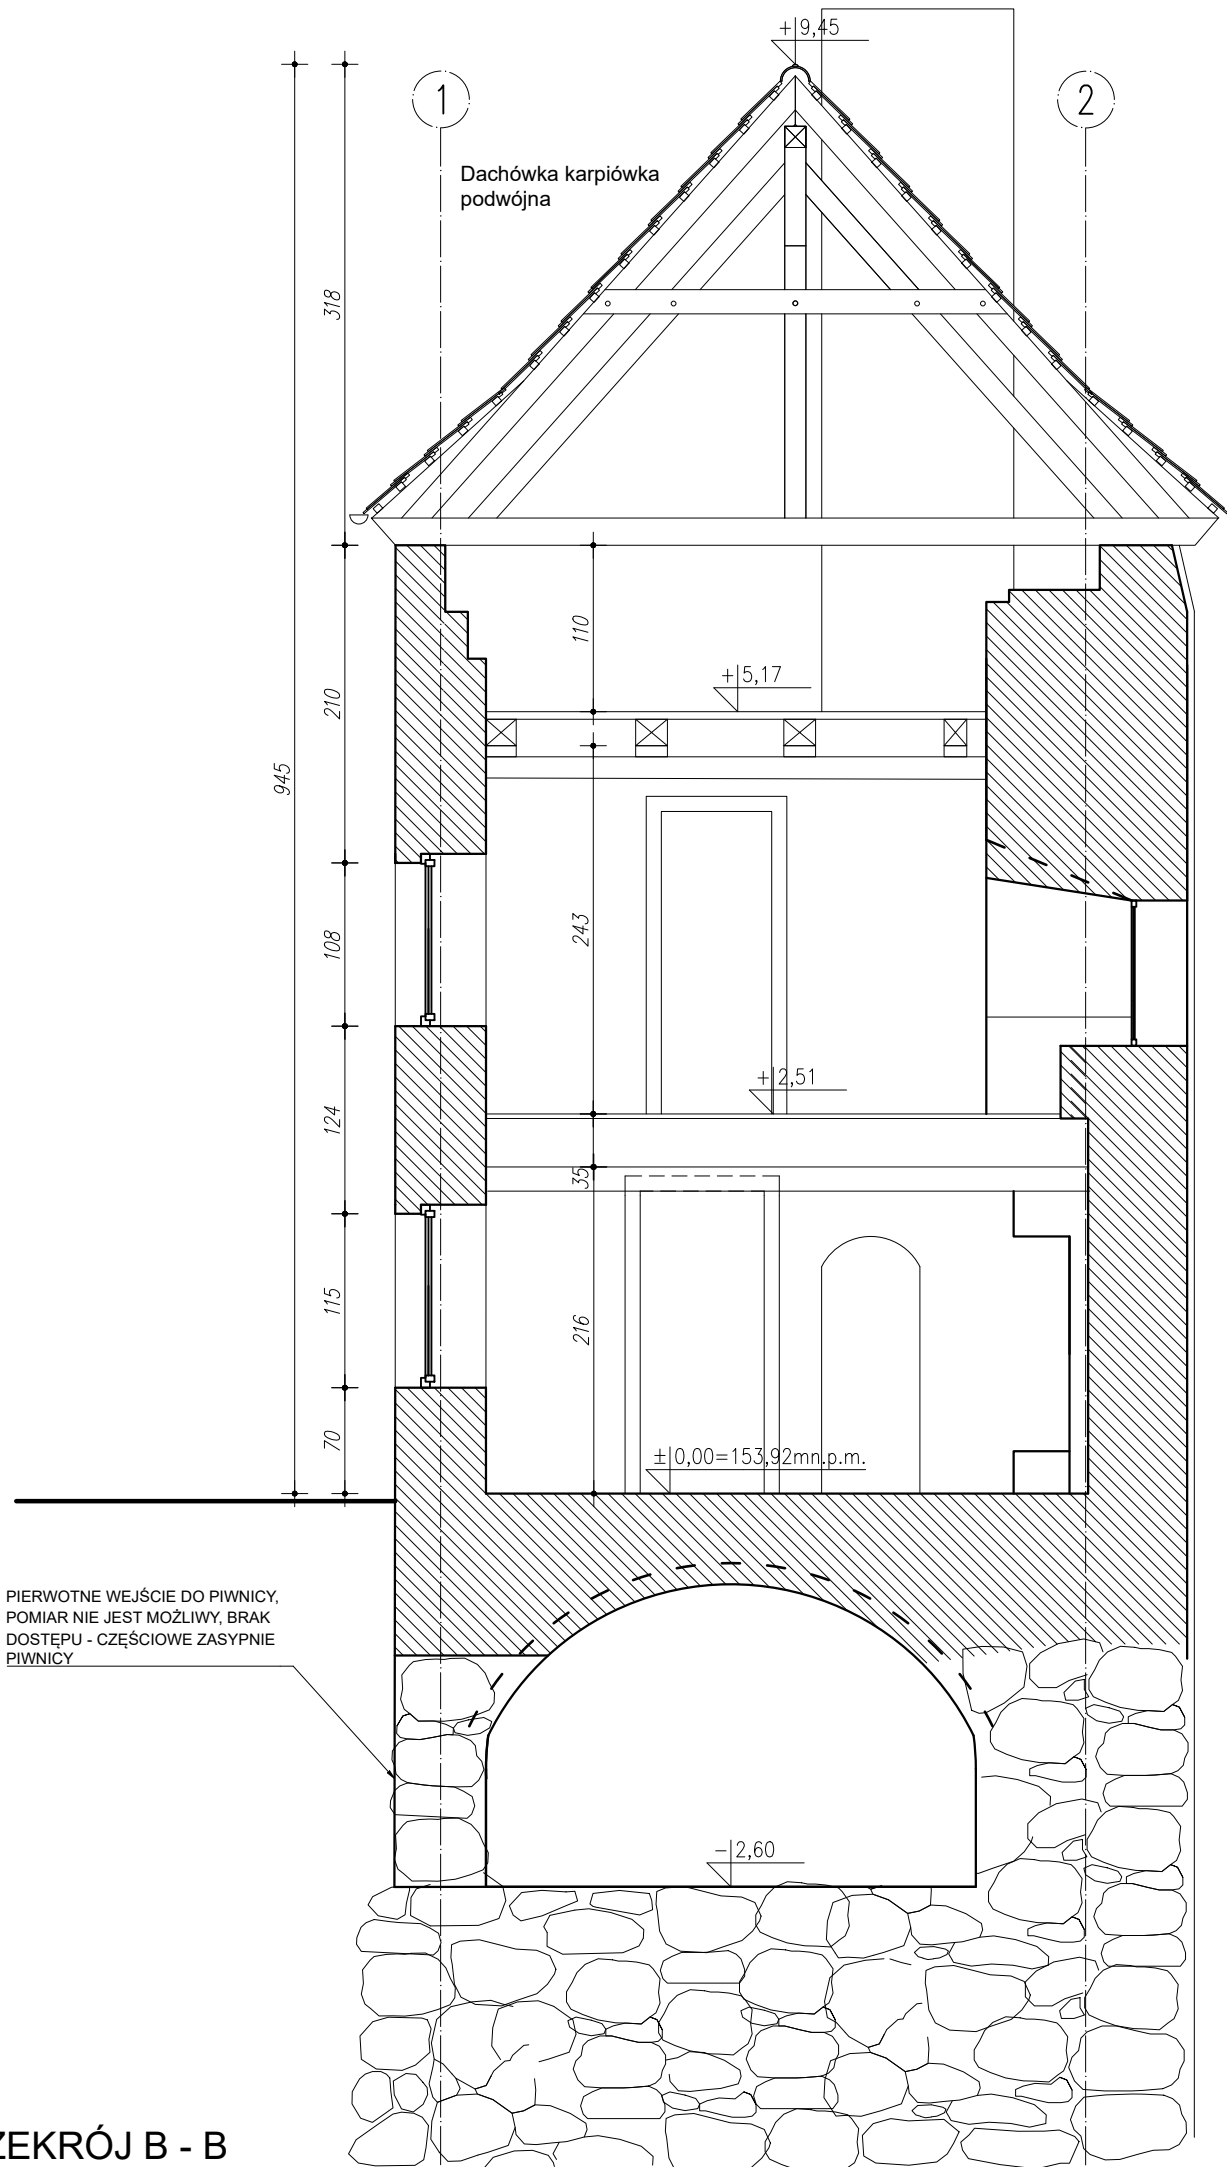 +9,45
1
2
Dachówka karpiówka
podwójna
318
110
+5,17
210
945
243
108
+2,51
124
35
115
216
70
±0,00=153,92mn.p.m.
PIERWOTNE WEJŚCIE DO PIWNICY,
POMIAR NIE JEST MOŻLIWY, BRAK
DOSTĘPU - CZĘŚCIOWE ZASYPNIE
PIWNICY
-2,60
ZEKRÓJ B - B